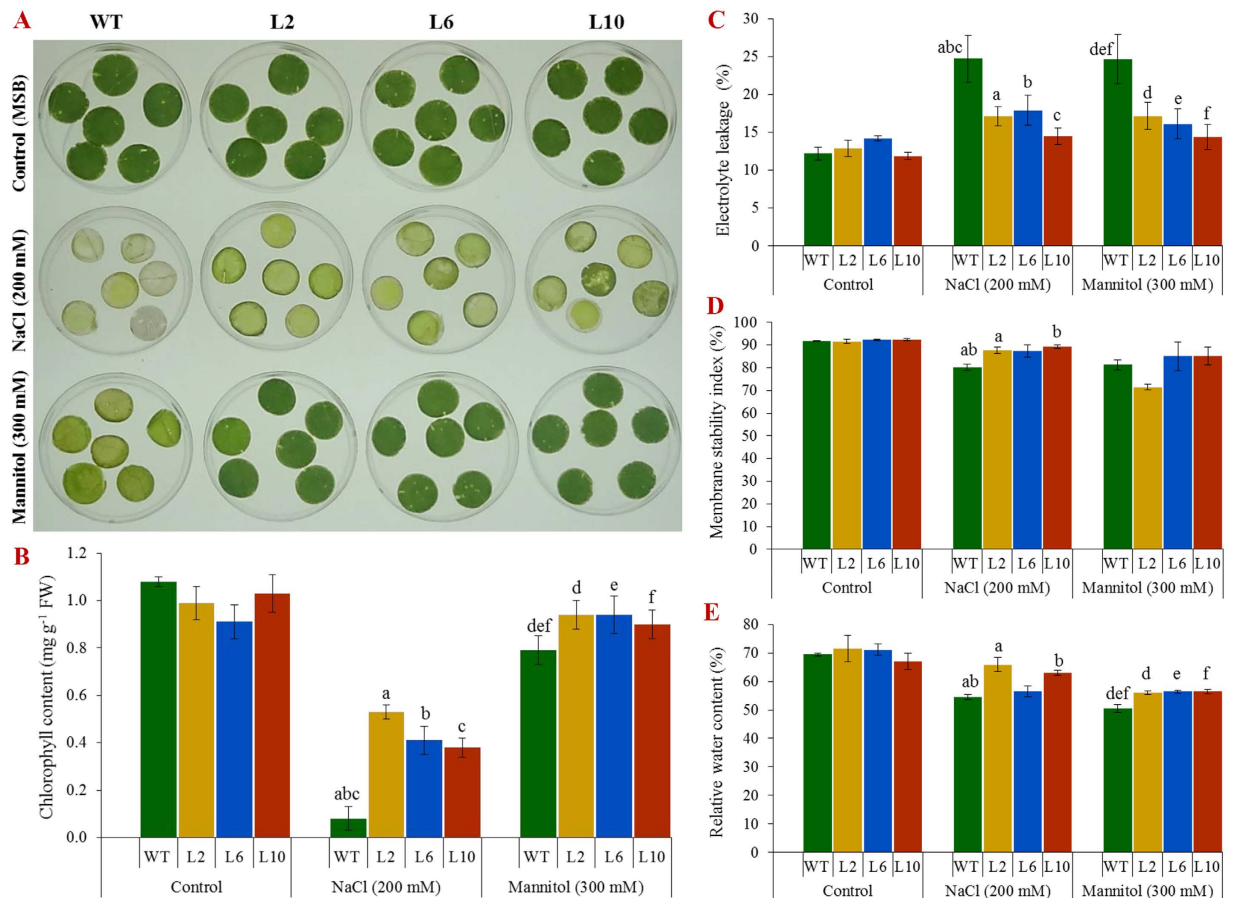 A
WT
L2
L6
L10
Control (MSB)
NaCl (200 mM)
Mannitol (300 mM)
B
Chlorophyll content (mg g⁻¹ FW)
1.2
1.0
0.8
0.6
0.4
0.2
0.0
abc
a
b
c
def
d
e
f
WT L2 L6 L10 WT L2 L6 L10 WT L2 L6 L10
Control NaCl (200 mM) Mannitol (300 mM)
C
Electrolyte leakage (%)
30
25
20
15
10
5
0
abc
a
b
c
def
d
e
f
WT L2 L6 L10 WT L2 L6 L10 WT L2 L6 L10
Control NaCl (200 mM) Mannitol (300 mM)
D
Membrane stability index (%)
100
90
80
70
60
50
40
30
20
10
0
ab
a
b
WT L2 L6 L10 WT L2 L6 L10 WT L2 L6 L10
Control NaCl (200 mM) Mannitol (300 mM)
E
Relative water content (%)
80
70
60
50
40
30
20
10
0
ab
a
b
def
d
e
f
WT L2 L6 L10 WT L2 L6 L10 WT L2 L6 L10
Control NaCl (200 mM) Mannitol (300 mM)